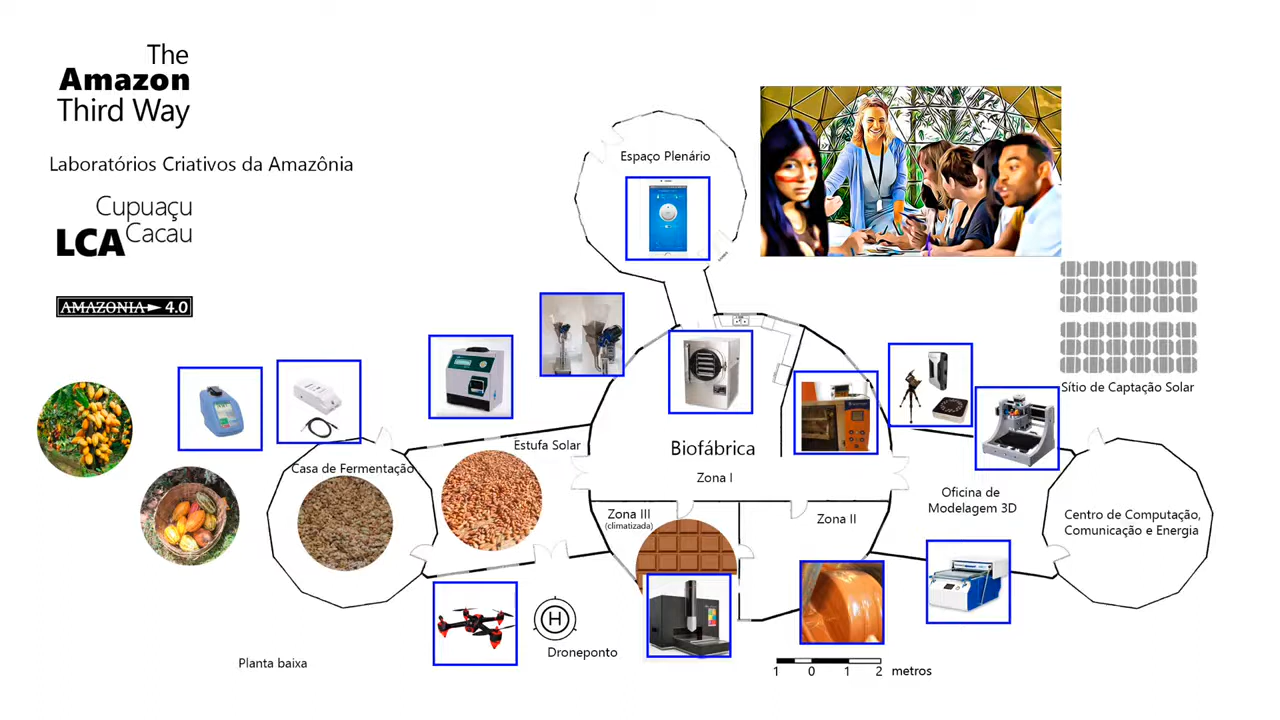 The
Amazon
Third Way
Laboratórios Criativos da Amazônia
Cupuaçu
LCA Cacau
AMAZONIA 4.0
Espaço Plenário
Sítio de Captação Solar
Estufa Solar
Casa de Fermentação
Biofábrica
Zona I
Zona III
(climatizada)
Zona II
Oficina de
Modelagem 3D
Centro de Computação,
Comunicação e Energia
H
Droneponto
Planta baixa
1 0 1 2 metros